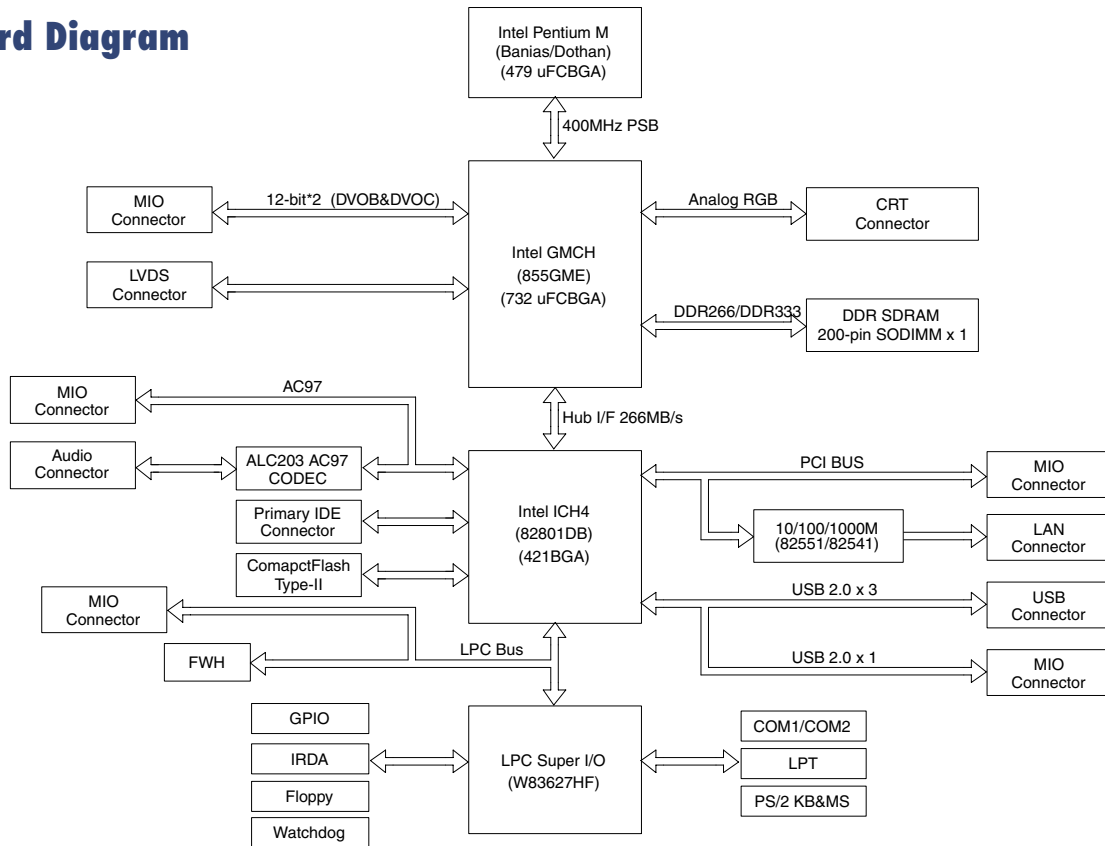 rd Diagram
Intel Pentium M
(Banias/Dothan)
(479 uFCBGA)
400MHz PSB
MIO
Connector
12-bit*2 (DVOB&DVOC)
LVDS
Connector
Intel GMCH
(855GME)
(732 uFCBGA)
Analog RGB
CRT
Connector
DDR266/DDR333
DDR SDRAM
200-pin SODIMM x 1
Hub I/F 266MB/s
MIO
Connector
AC97
Audio
Connector
ALC203 AC97
CODEC
Primary IDE
Connector
ComapctFlash
Type-II
MIO
Connector
FWH
LPC Bus
Intel ICH4
(82801DB)
(421BGA)
PCI BUS
MIO
Connector
10/100/1000M
(82551/82541)
LAN
Connector
USB 2.0 x 3
USB
Connector
USB 2.0 x 1
MIO
Connector
GPIO
IRDA
Floppy
Watchdog
LPC Super I/O
(W83627HF)
COM1/COM2
LPT
PS/2 KB&MS